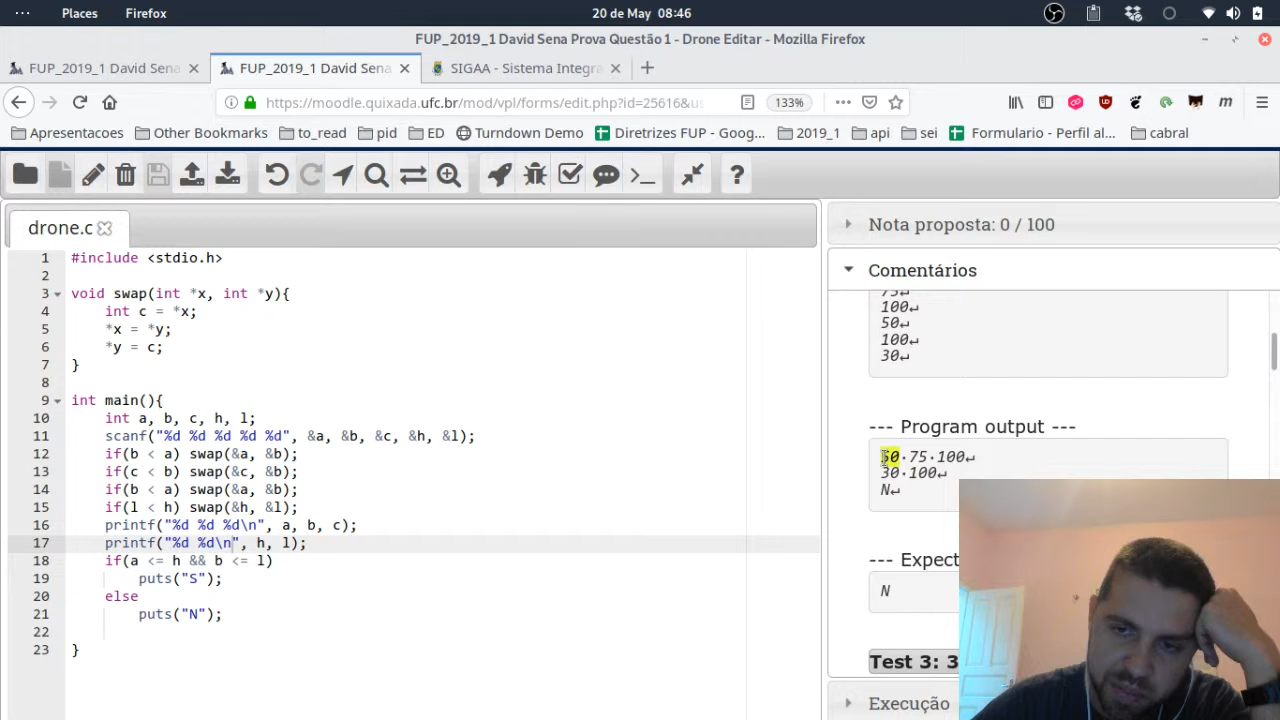 Places Firefox 20 de May 08:46
FUP_2019_1 David Sena Prova Questão 1 - Drone Editar - Mozilla Firefox
FUP_2019_1 David Sena FUP_2019_1 David Sena SIGAA - Sistema Integra
https://moodle.quixada.ufc.br/mod/vpl/forms/edit.php?id=25616&us 133%
Apresentacoes Other Bookmarks to_read pid ED Turndown Demo Diretrizes FUP - Goog... 2019_1 api sei Formulario - Perfil al... cabral
drone.c
1 #include <stdio.h>
2
3 void swap(int *x, int *y){
4 int c = *x;
5 *x = *y;
6 *y = c;
7 }
8
9 int main(){
10 int a, b, c, h, l;
11 scanf("%d %d %d %d %d", &a, &b, &c, &h, &l);
12 if(b < a) swap(&a, &b);
13 if(c < b) swap(&c, &b);
14 if(b < a) swap(&a, &b);
15 if(l < h) swap(&h, &l);
16 printf("%d %d %d\n", a, b, c);
17 printf("%d %d\n", h, l);
18 if(a <= h && b <= l)
19 puts("S");
20 else
21 puts("N");
22
23 }
Nota proposta: 0 / 100
Comentários
75↵
100↵
50↵
100↵
30↵
--- Program output ---
50·75·100↵
30·100↵
N↵
--- Expect
N
Test 3: 3
Execução